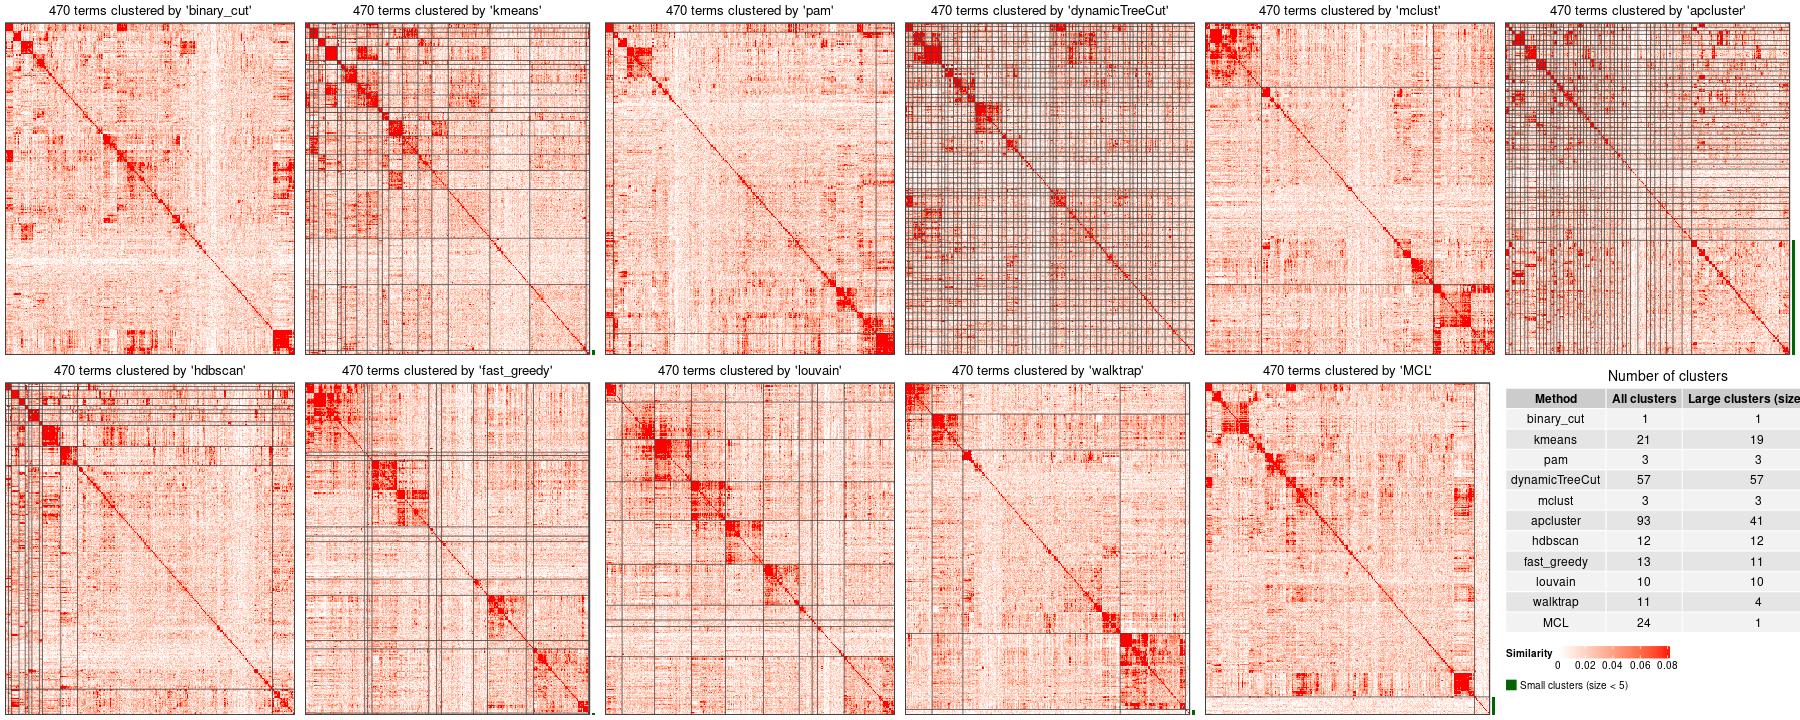 470 terms clustered by 'binary_cut'
470 terms clustered by 'kmeans'
470 terms clustered by 'pam'
470 terms clustered by 'dynamicTreeCut'
470 terms clustered by 'mclust'
470 terms clustered by 'apcluster'
470 terms clustered by 'hdbscan'
470 terms clustered by 'fast_greedy'
470 terms clustered by 'louvain'
470 terms clustered by 'walktrap'
470 terms clustered by 'MCL'
Number of clusters
Method All clusters Large clusters (size
binary_cut 1 1
kmeans 21 19
pam 3 3
dynamicTreeCut 57 57
mclust 3 3
apcluster 93 41
hdbscan 12 12
fast_greedy 13 11
louvain 10 10
walktrap 11 4
MCL 24 1
Similarity
0 0.02 0.04 0.06 0.08
Small clusters (size < 5)